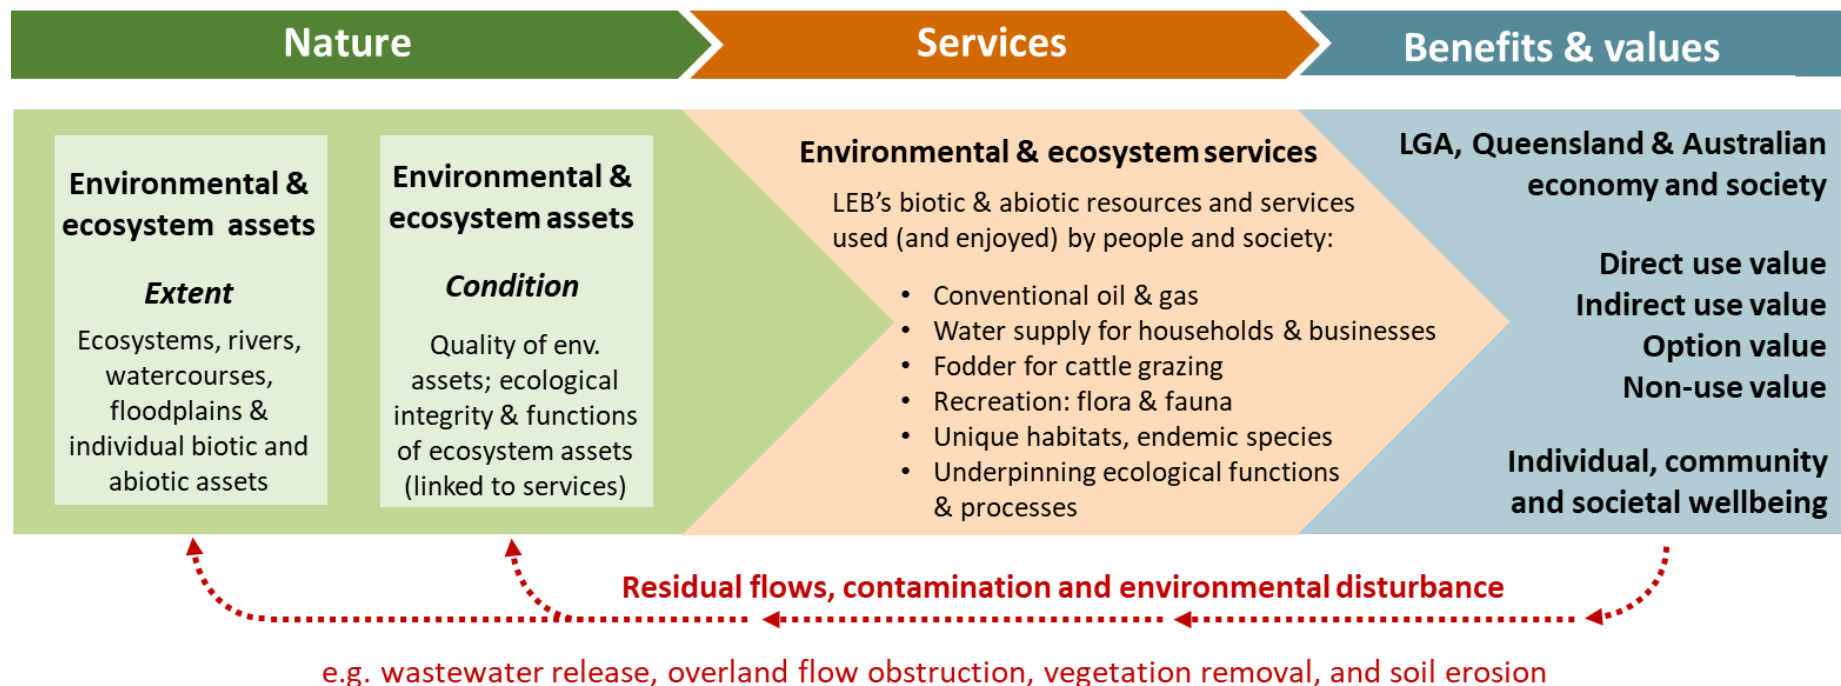 Nature
Services
Benefits & values
Environmental &
ecosystem assets
Extent
Ecosystems, rivers,
watercourses,
floodplains &
individual biotic and
abiotic assets
Environmental &
ecosystem assets
Condition
Quality of env.
assets; ecological
integrity & functions
of ecosystem assets
(linked to services)
Environmental & ecosystem services
LEB's biotic & abiotic resources and services
used (and enjoyed) by people and society:
• Conventional oil & gas
• Water supply for households & businesses
• Fodder for cattle grazing
• Recreation: flora & fauna
• Unique habitats, endemic species
• Underpinning ecological functions
& processes
LGA, Queensland & Australian
economy and society
Direct use value
Indirect use value
Option value
Non-use value
Individual, community
and societal wellbeing
Residual flows, contamination and environmental disturbance
e.g. wastewater release, overland flow obstruction, vegetation removal, and soil erosion